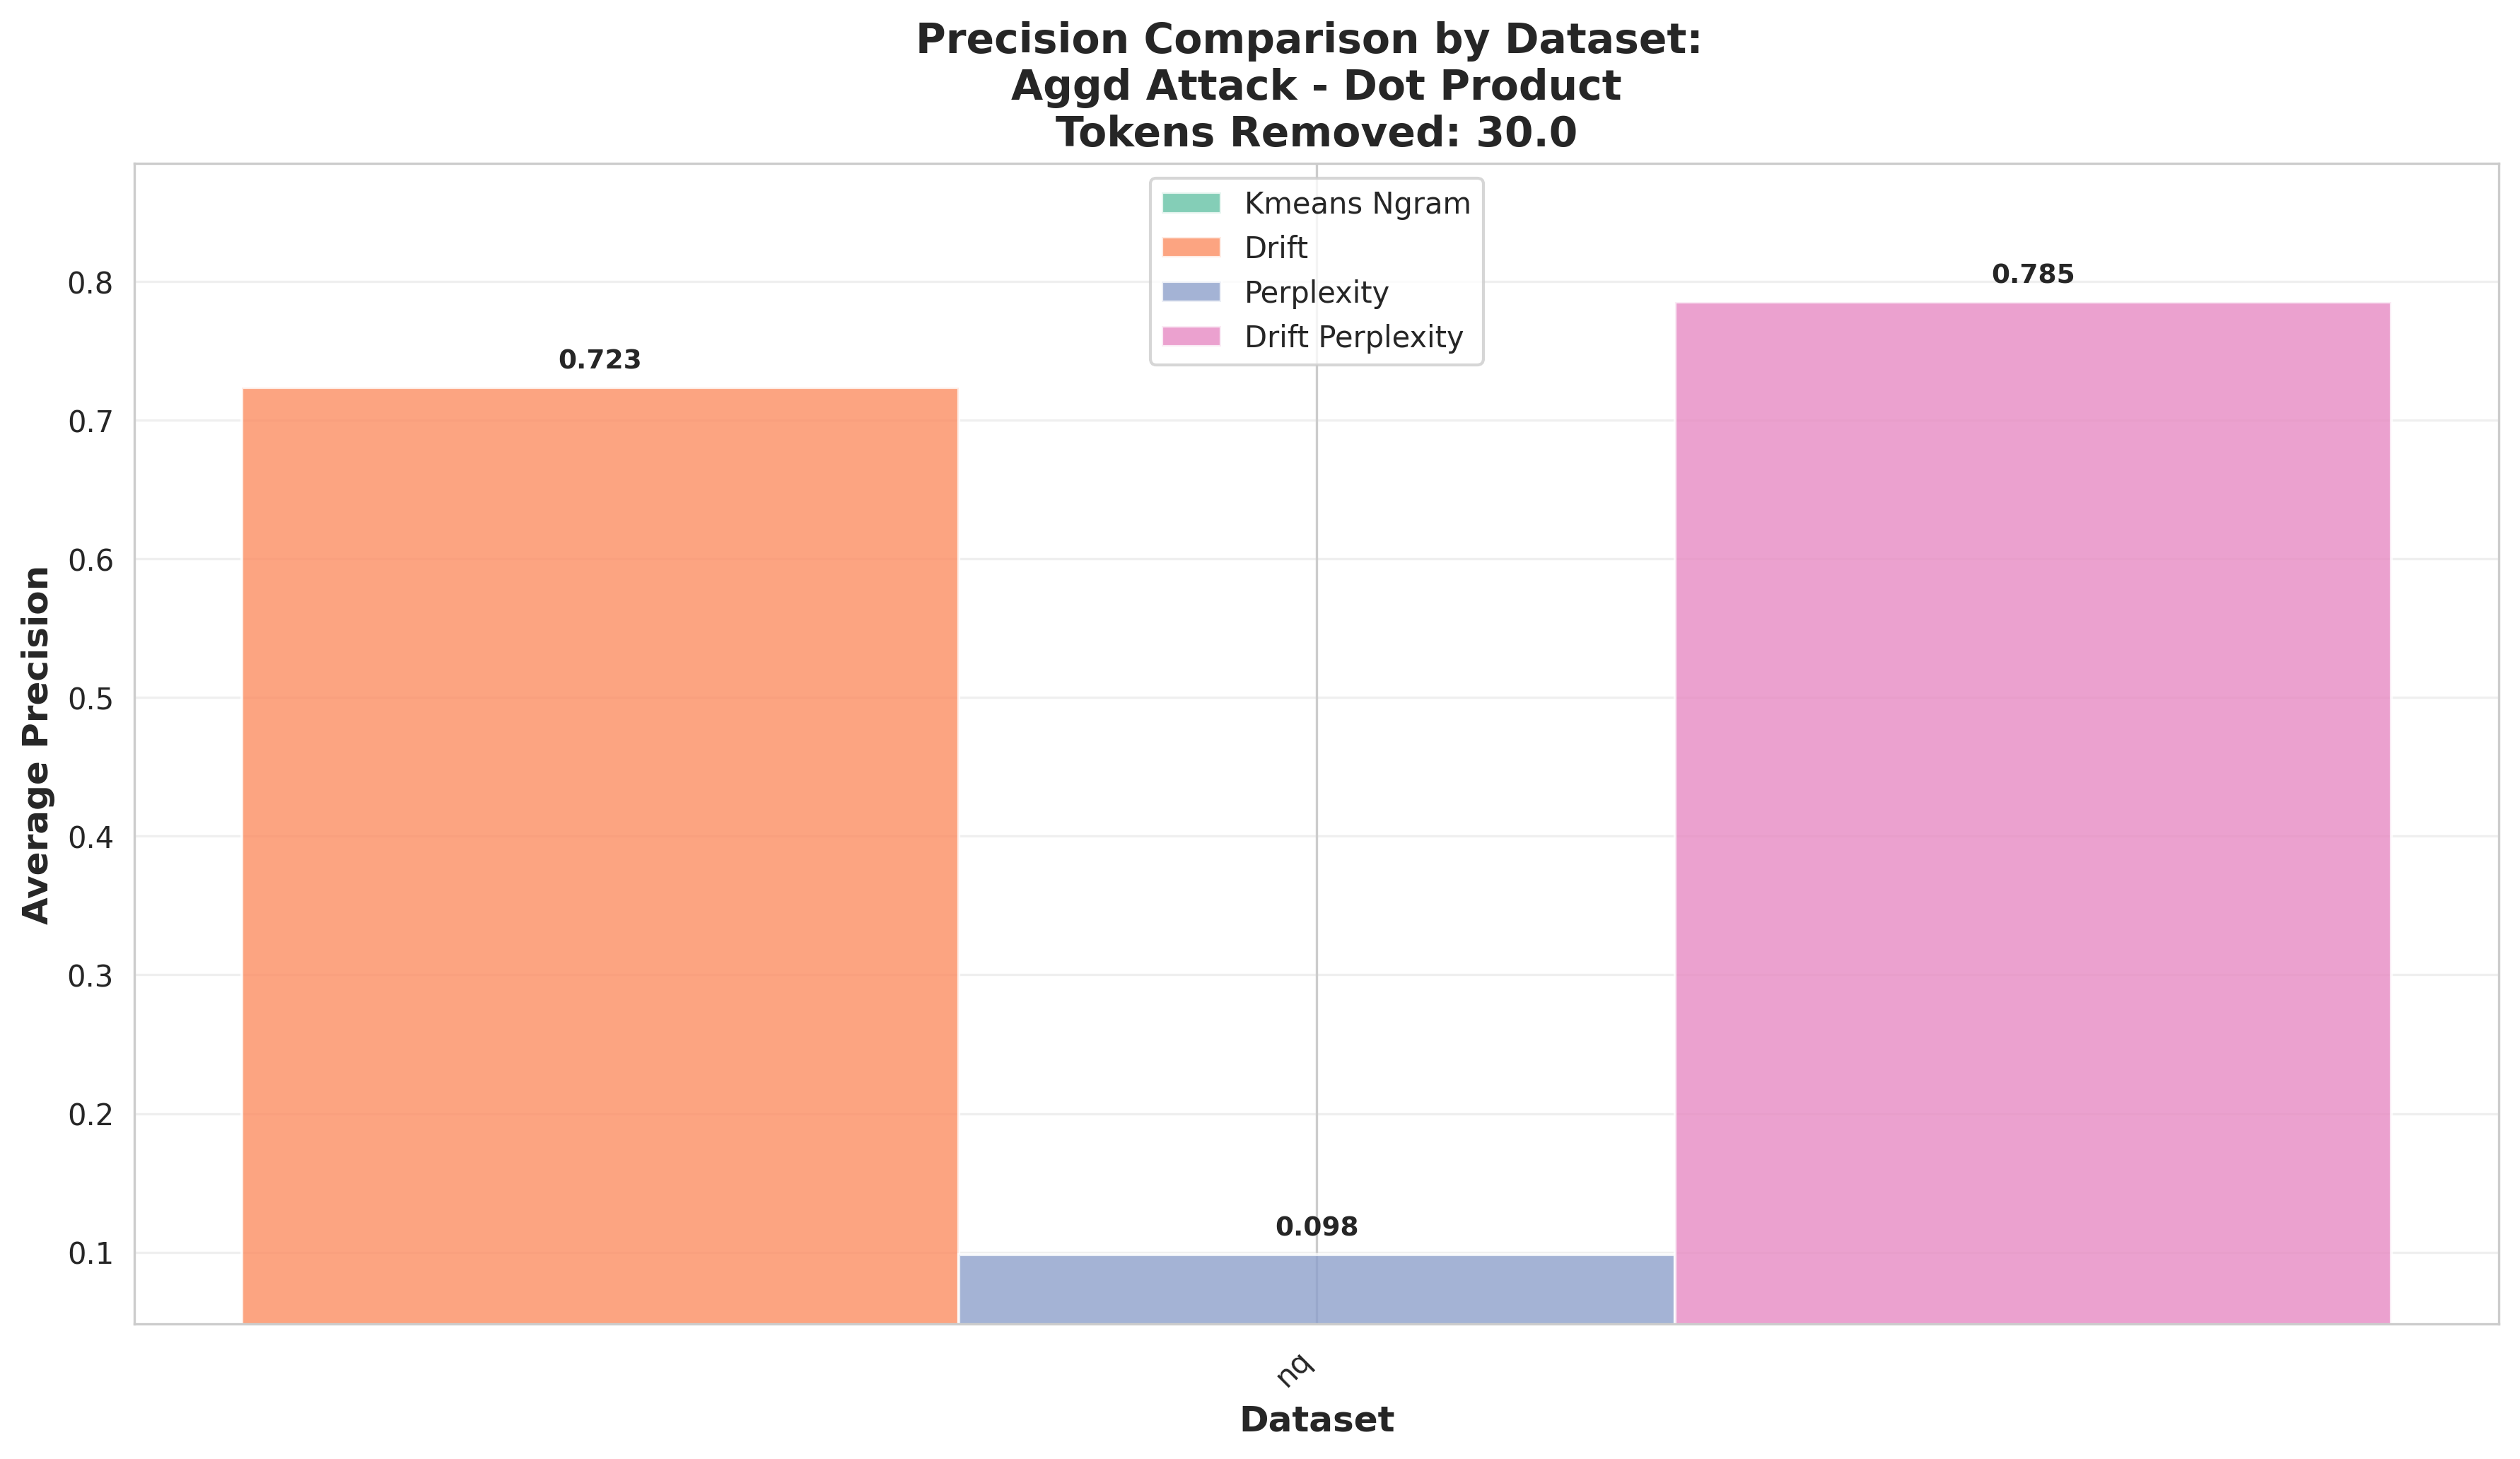 Precision Comparison by Dataset:
Aggd Attack - Dot Product
Tokens Removed: 30.0
Kmeans Ngram
Drift
Perplexity
Drift Perplexity
0.785
0.723
0.098
0.8
0.7
0.6
0.5
0.4
0.3
0.2
0.1
Average Precision
nq
Dataset